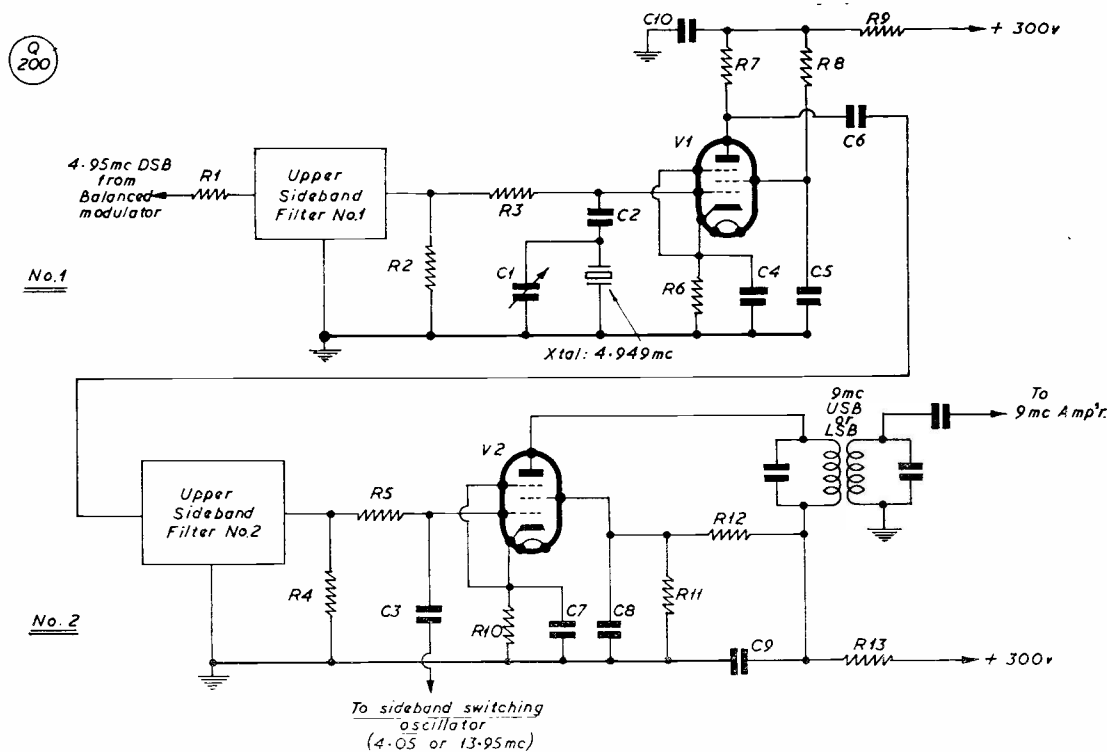 Q
200
C10
R9
+ 300v
R7
R8
V1
C6
4.95mc DSB
from
Balanced
modulator
R1
Upper
Sideband
Filter No.1
R3
C2
R2
C1
R6
C4
C5
No.1
Xtal: 4.949mc
9mc
USB
or
LSB
To
9mc Amp'r.
V2
Upper
Sideband
Filter No.2
R5
R12
R4
C3
R10
C7
C8
R11
No. 2
C9
R13
+ 300v
To sideband switching
oscillator
(4.05 or 13.95mc)